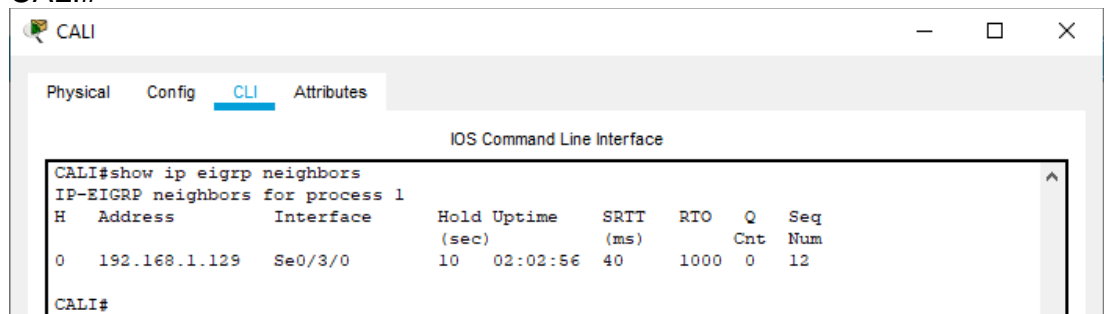 CALI
Physical Config CLI Attributes
IOS Command Line Interface
CALI#show ip eigrp neighbors
IP-EIGRP neighbors for process 1
H Address Interface Hold Uptime SRTT RTO Q Seq
(sec) (ms) Cnt Num
0 192.168.1.129 Se0/3/0 10 02:02:56 40 1000 0 12
CALI#